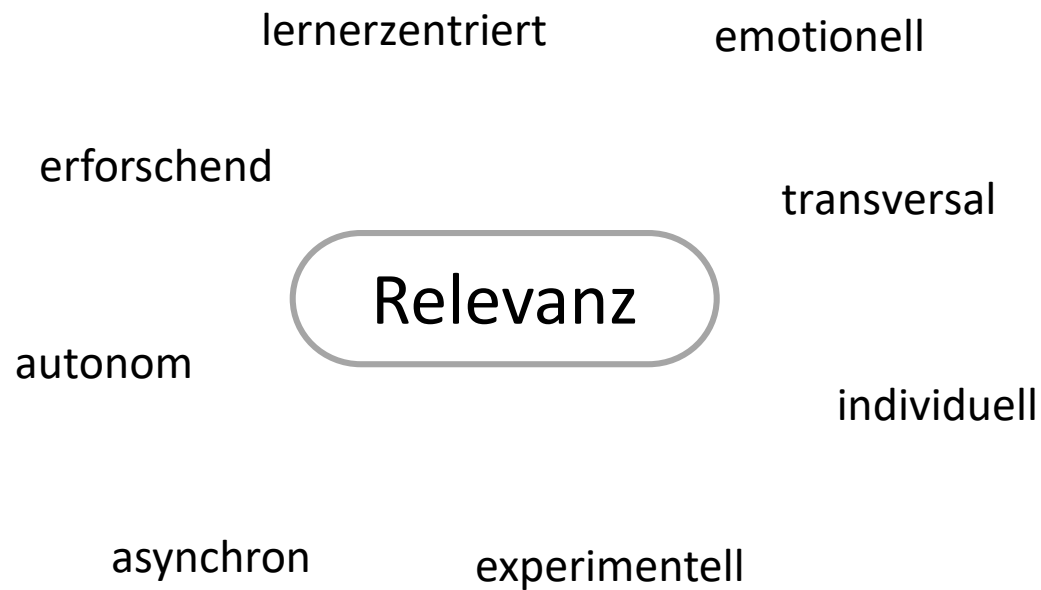 lernerzentriert
emotionell
erforschend
transversal
Relevanz
autonom
individuell
asynchron
experimentell